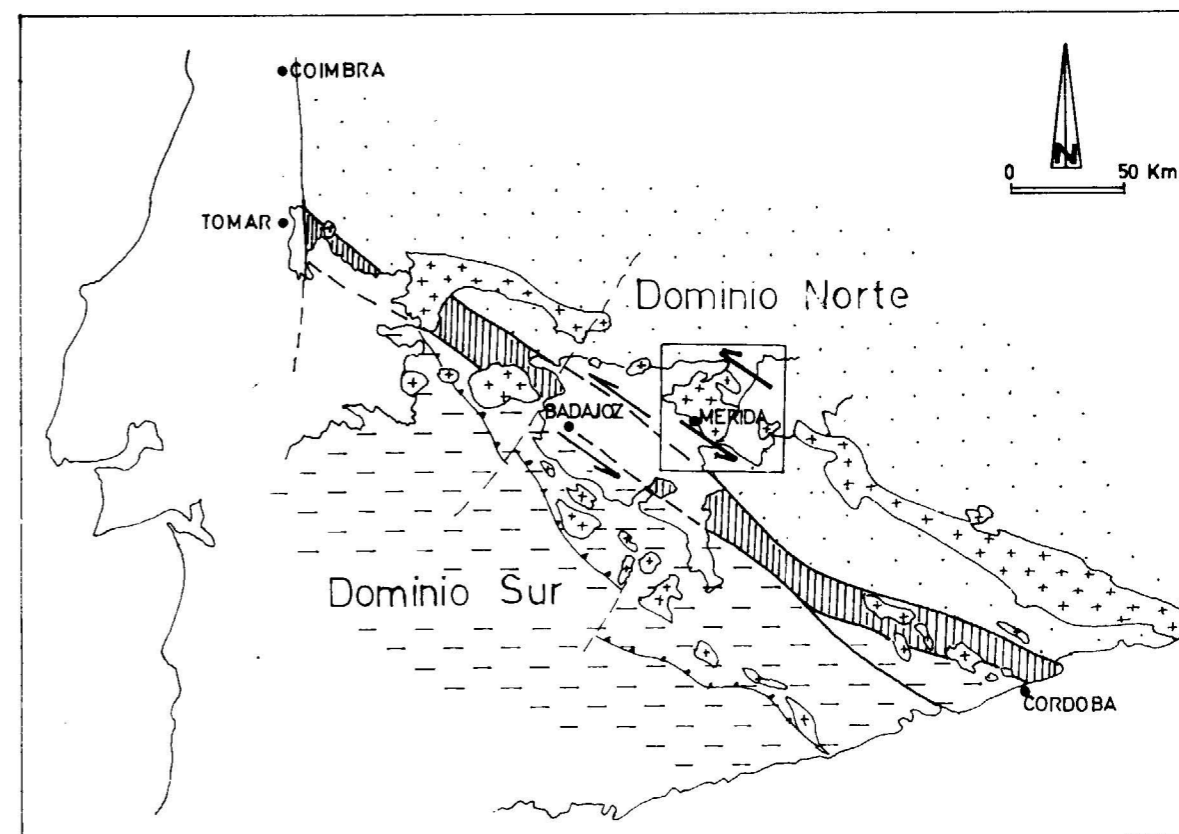 COIMBRA
N
0 50 Km
TOMAR
Dominio Norte
BADAJOZ
MERIDA
Dominio Sur
CORDOBA